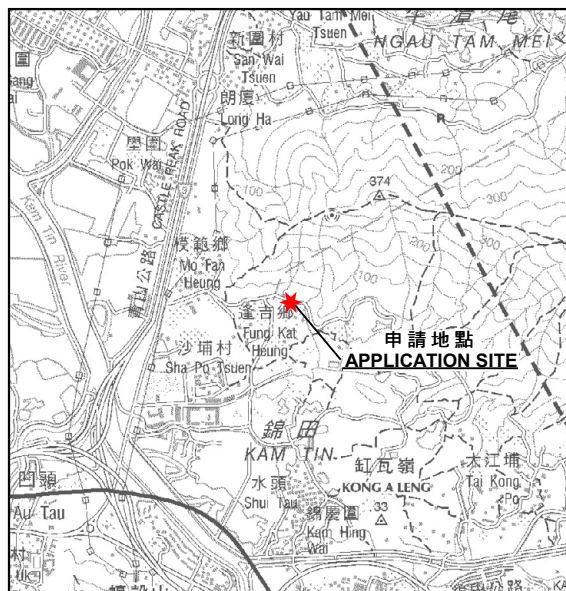 YAU TAM MEI
TSUEN
NGAU TAM MEI
新圍村
San Wai
Tsuen
朗廈
Long Ha
R
CASTLE PEAK ROAD
Pok Wai
Kam Tin River
青山公路
100
200
300
374
300
200
100
模範鄉
Mo Fan
Heung
逢吉鄉
Fung Kat
Heung
沙埔村
Sha Po Tsuen
申請地點
APPLICATION SITE
錦田
KAM TIN
缸瓦嶺
KONG A LENG
大江埔
Tai Kong
Po
水頭
Shui Tau
錦慶圍
Kam Hing
Wai
33
Au Tau